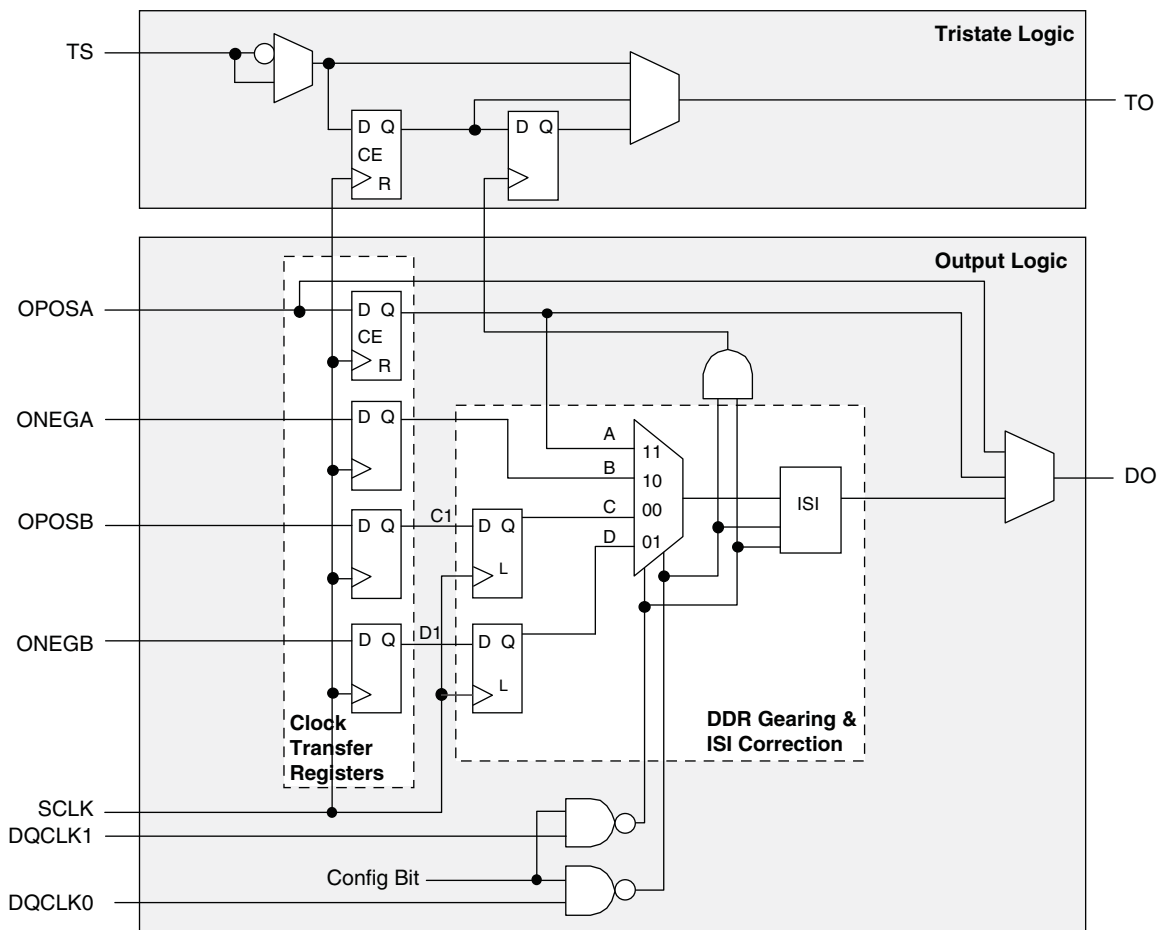 Tristate Logic
TS
TO
D Q
CE
R
D Q
Output Logic
OPOSA
D Q
CE
R
ONEGA
D Q
A
11
B
10
C
00
D
01
ISI
DO
OPOSB
D Q
C1
D Q
L
ONEGB
D Q
D1
D Q
L
Clock
Transfer
Registers
DDR Gearing &
ISI Correction
SCLK
DQCLK1
Config Bit
DQCLK0